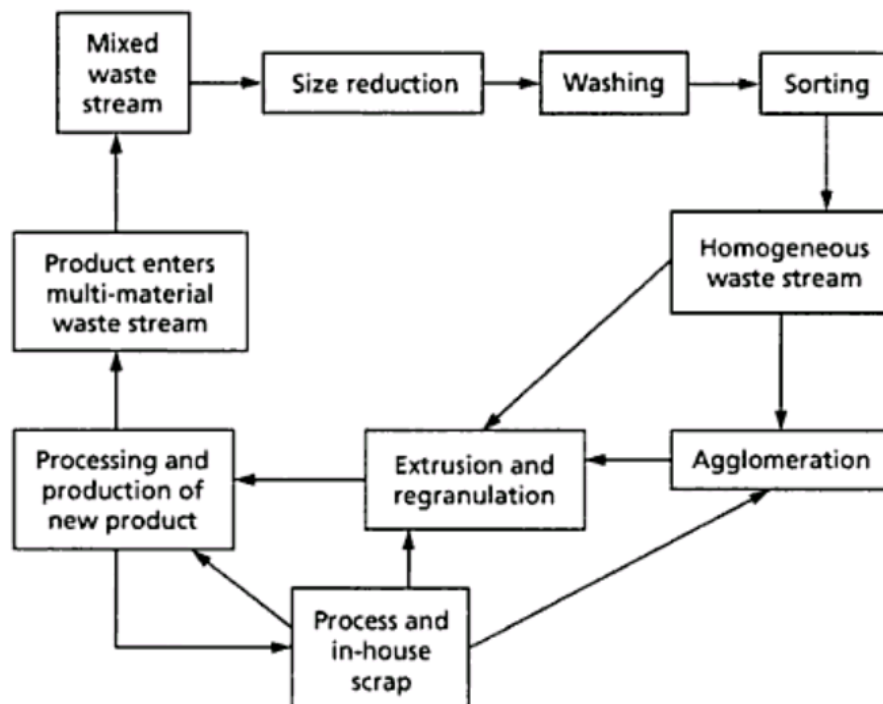 Mixed
waste
stream
Size reduction
Washing
Sorting
Homogeneous
waste stream
Product enters
multi-material
waste stream
Processing and
production of
new product
Extrusion and
regranulation
Agglomeration
Process and
in-house
scrap